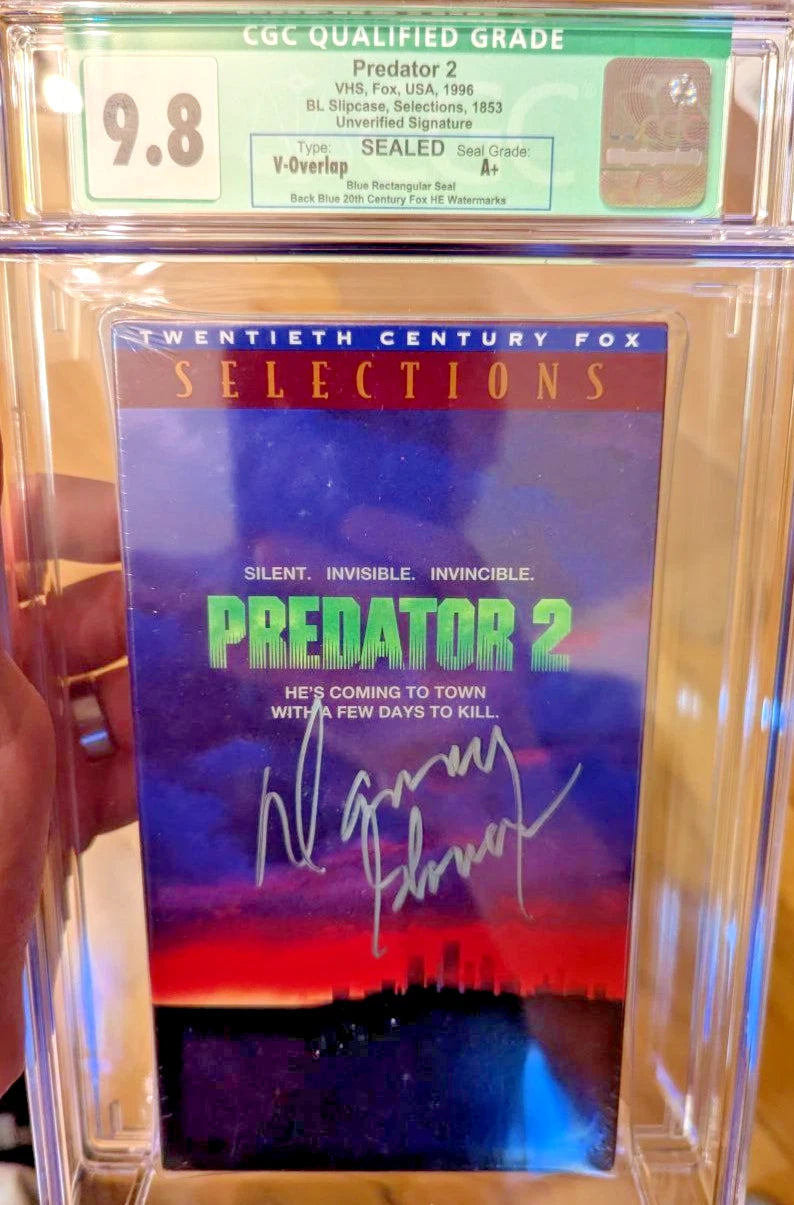 CGC QUALIFIED GRADE
9.8
Predator 2
VHS, Fox, USA, 1996
BL Slipcase, Selections, 1853
Unverified Signature
Type: SEALED Seal Grade:
V-Overlap A+
Blue Rectangular Seal
Back Blue 20th Century Fox HE Watermarks
TWENTIETH CENTURY FOX
SELECTIONS
SILENT. INVISIBLE. INVINCIBLE.
PREDATOR 2
HE'S COMING TO TOWN
WITH A FEW DAYS TO KILL.
Danny
Glover